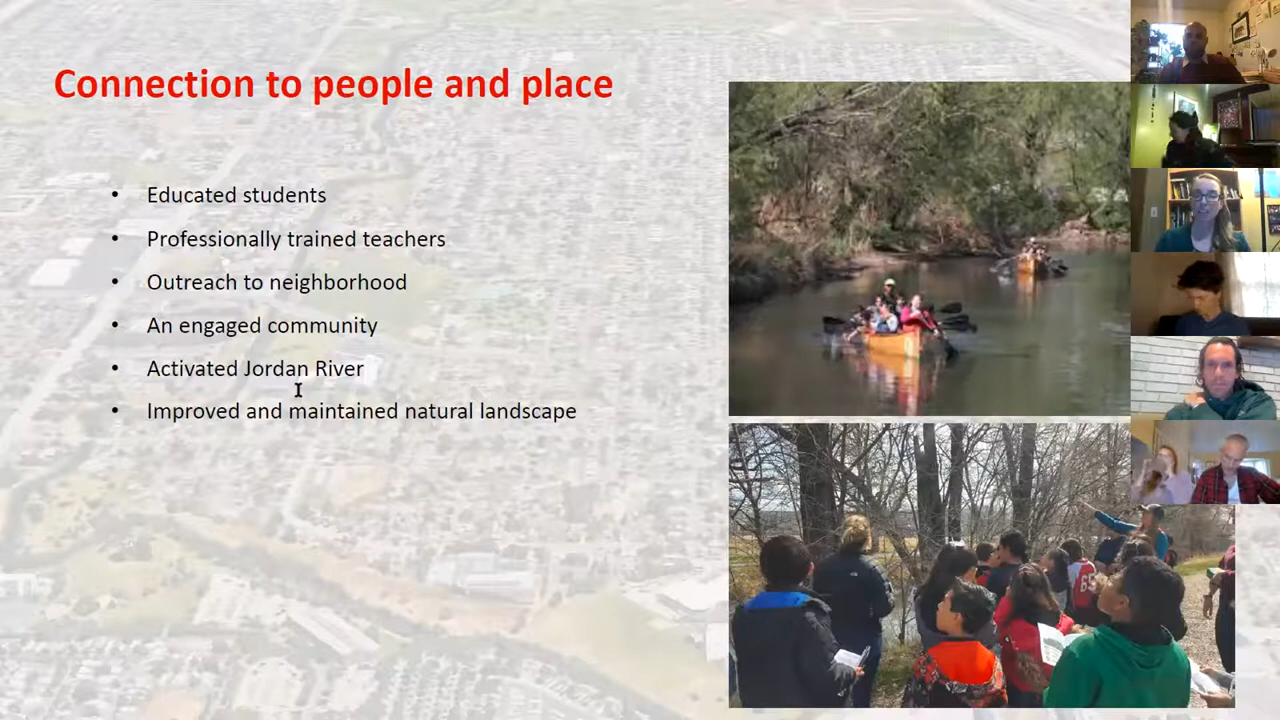 Connection to people and place
• Educated students
• Professionally trained teachers
• Outreach to neighborhood
• An engaged community
• Activated Jordan River
• Improved and maintained natural landscape
65